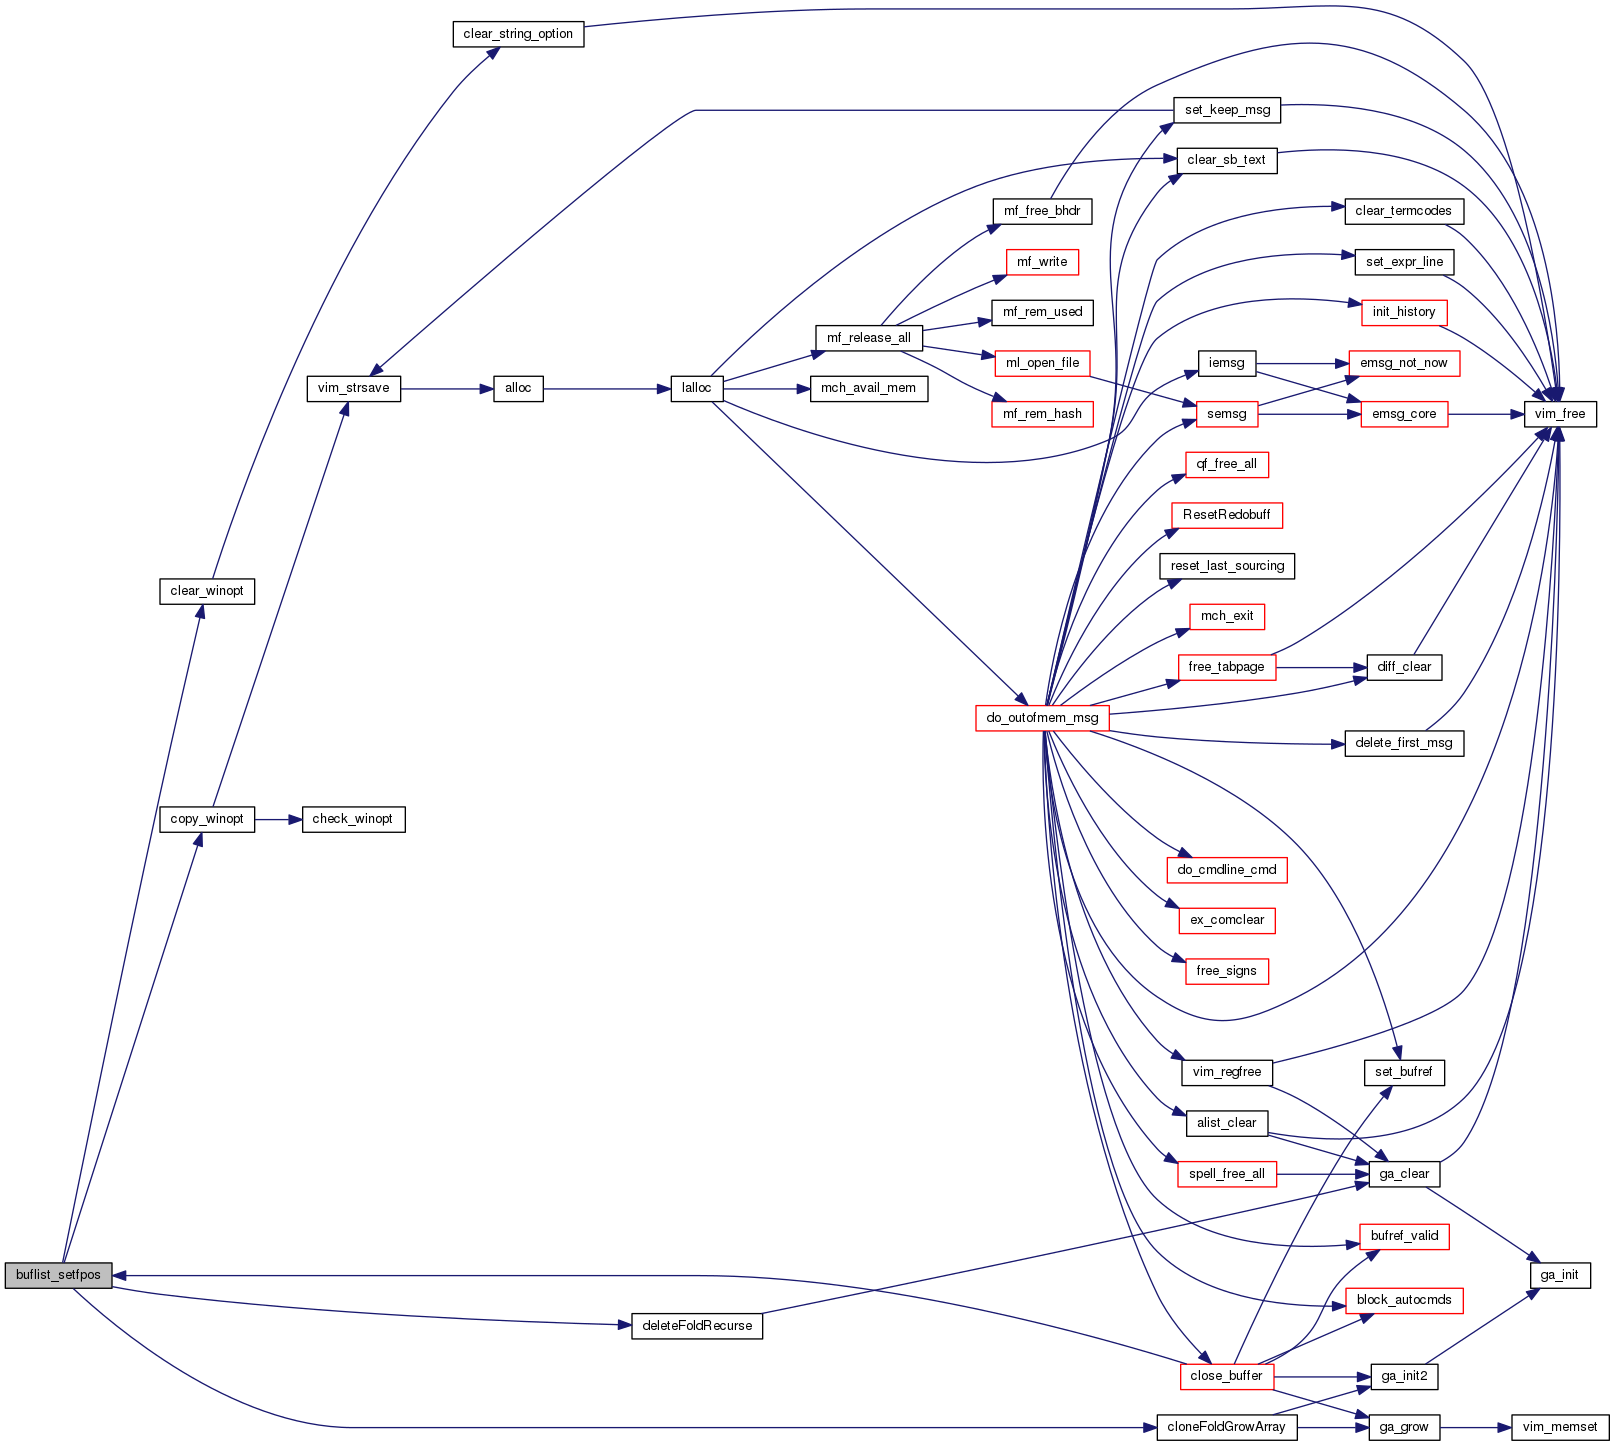 clear_string_option
set_keep_msg
clear_sb_text
mf_free_bhdr
clear_termcodes
mf_write
set_expr_line
mf_rem_used
init_history
mf_release_all
ml_open_file
iemsg
emsg_not_now
vim_strsave
alloc
lalloc
mch_avail_mem
mf_rem_hash
semsg
emsg_core
vim_free
qf_free_all
ResetRedobuff
reset_last_sourcing
clear_winopt
mch_exit
free_tabpage
diff_clear
do_outofmem_msg
delete_first_msg
copy_winopt
check_winopt
do_cmdline_cmd
ex_comclear
free_signs
vim_regfree
set_bufref
alist_clear
spell_free_all
ga_clear
bufref_valid
buflist_setfpos
ga_init
block_autocmds
deleteFoldRecurse
close_buffer
ga_init2
cloneFoldGrowArray
ga_grow
vim_memset